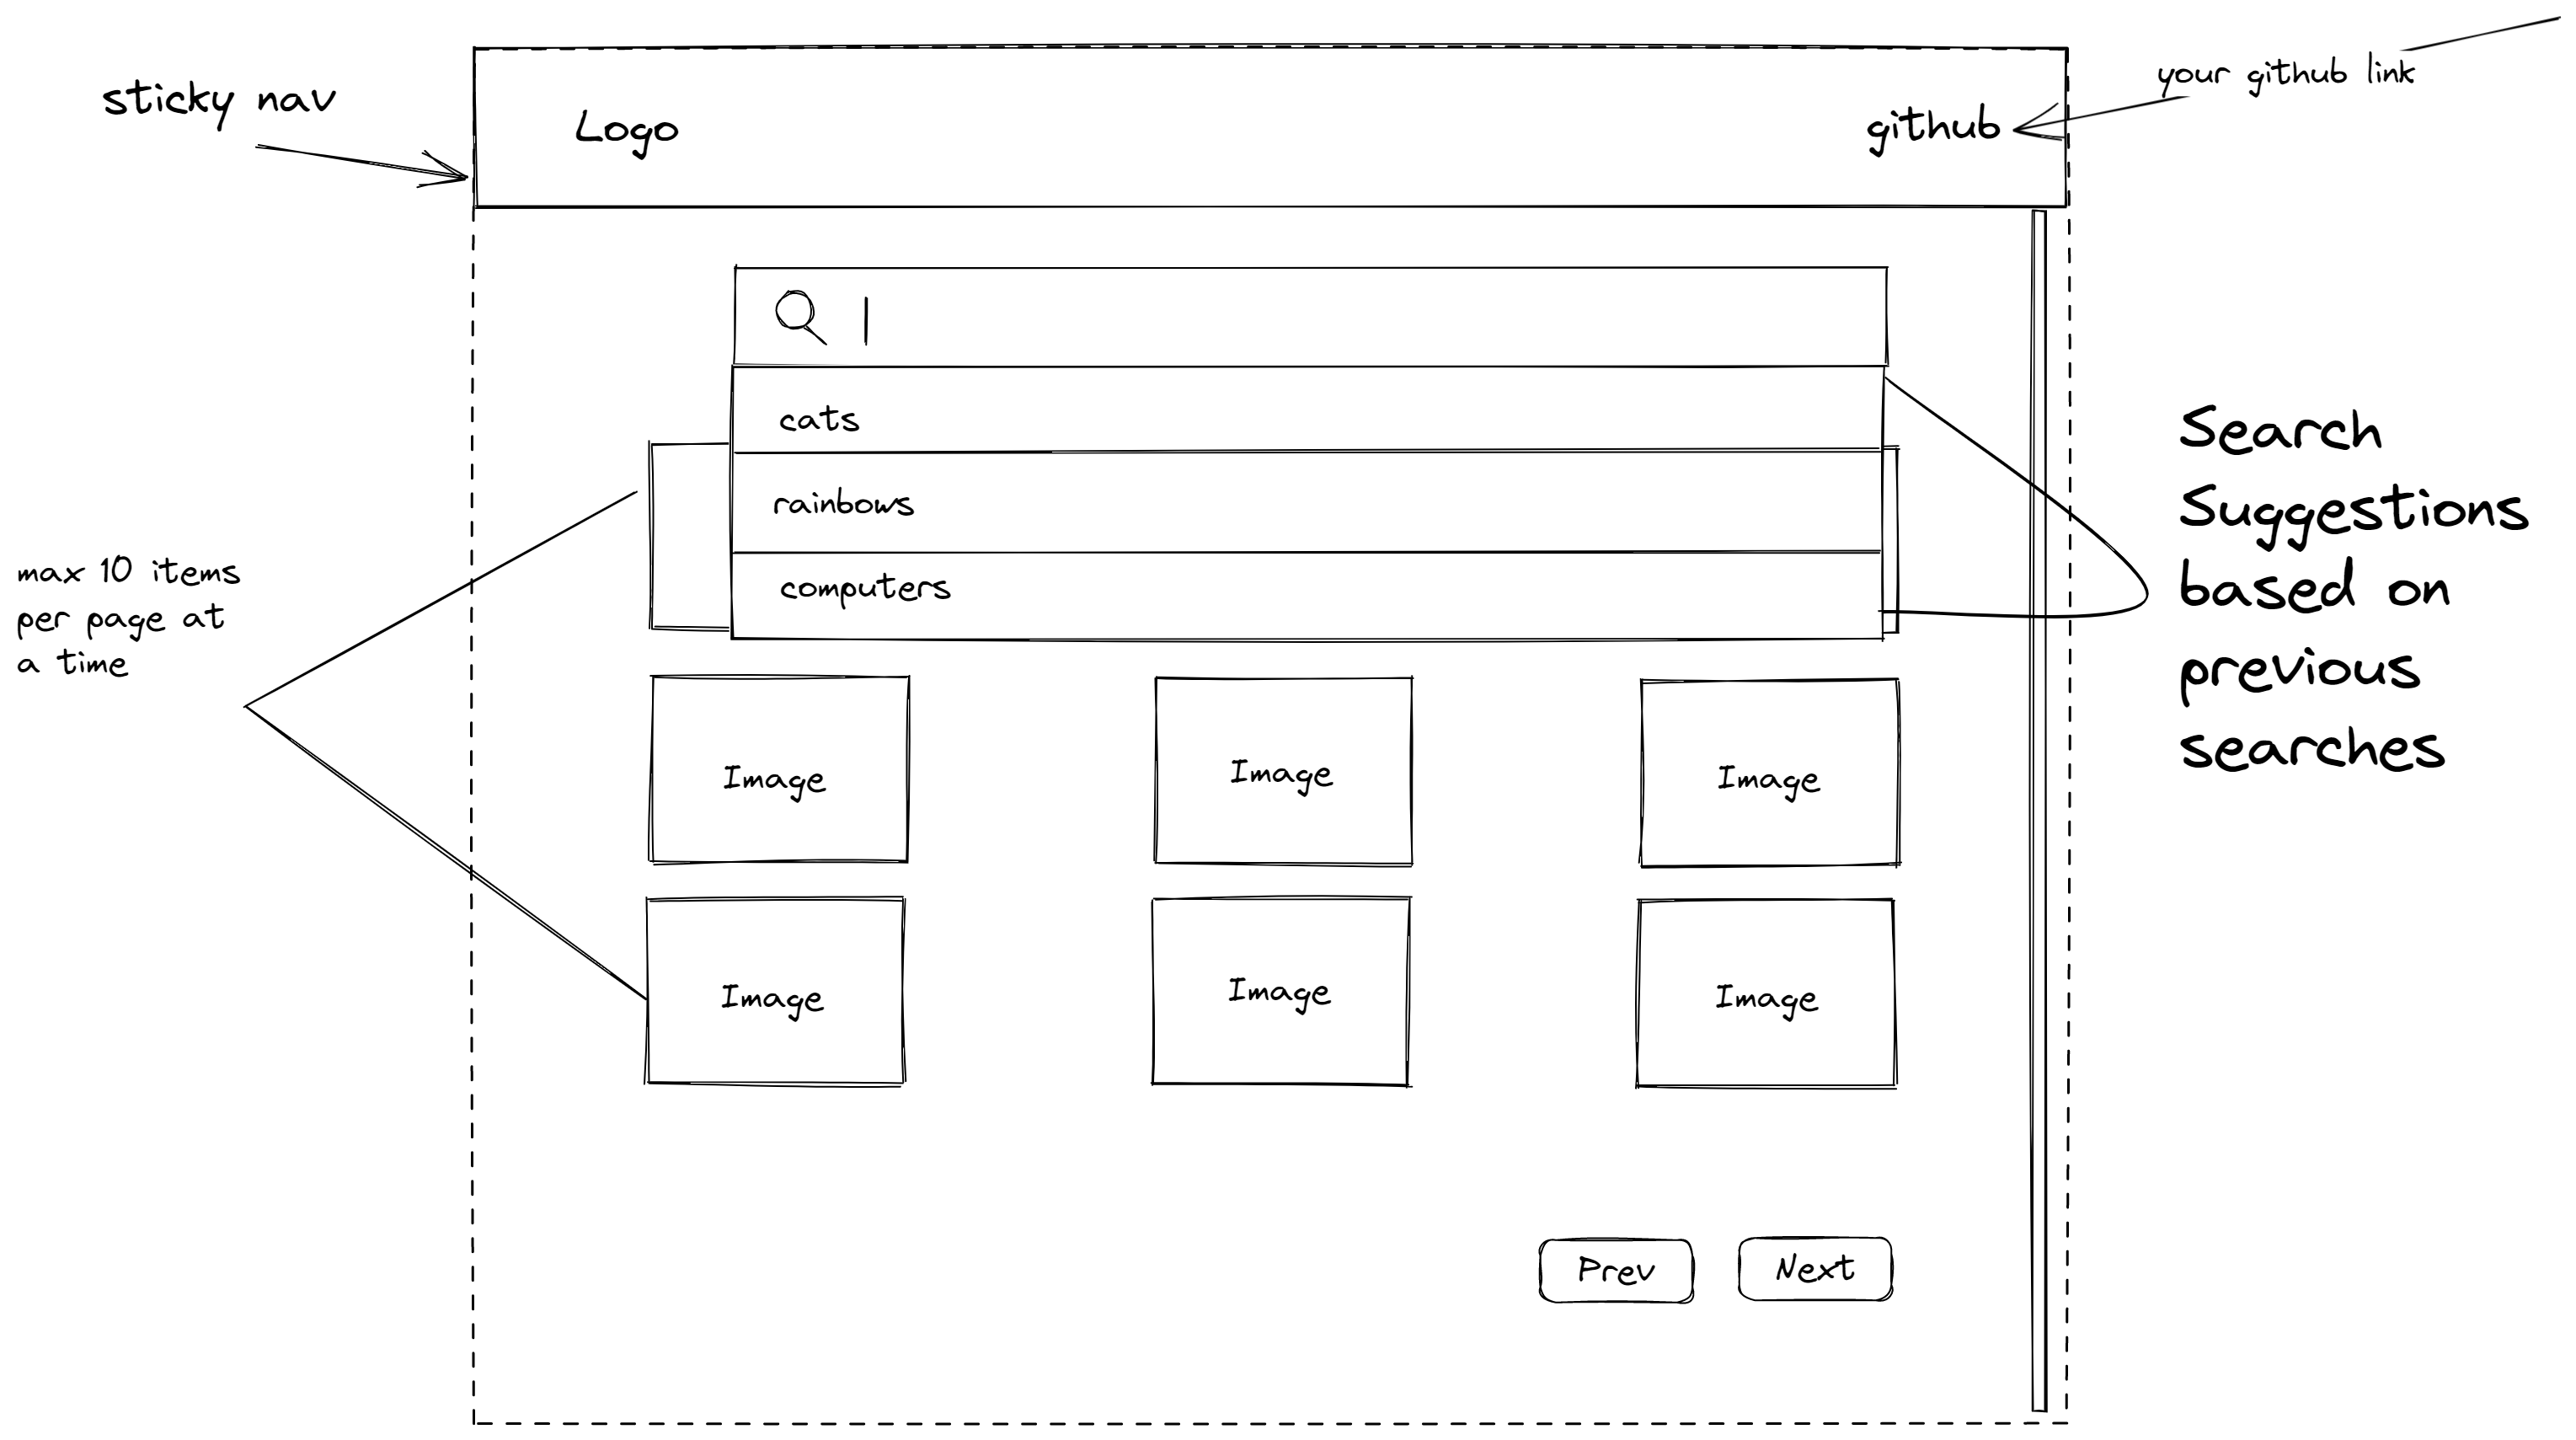 sticky nav
Logo
github
your github link
cats
rainbows
computers
max 10 items
per page at
a time
Search
Suggestions
based on
previous
searches
Image
Image
Image
Image
Image
Image
Prev
Next